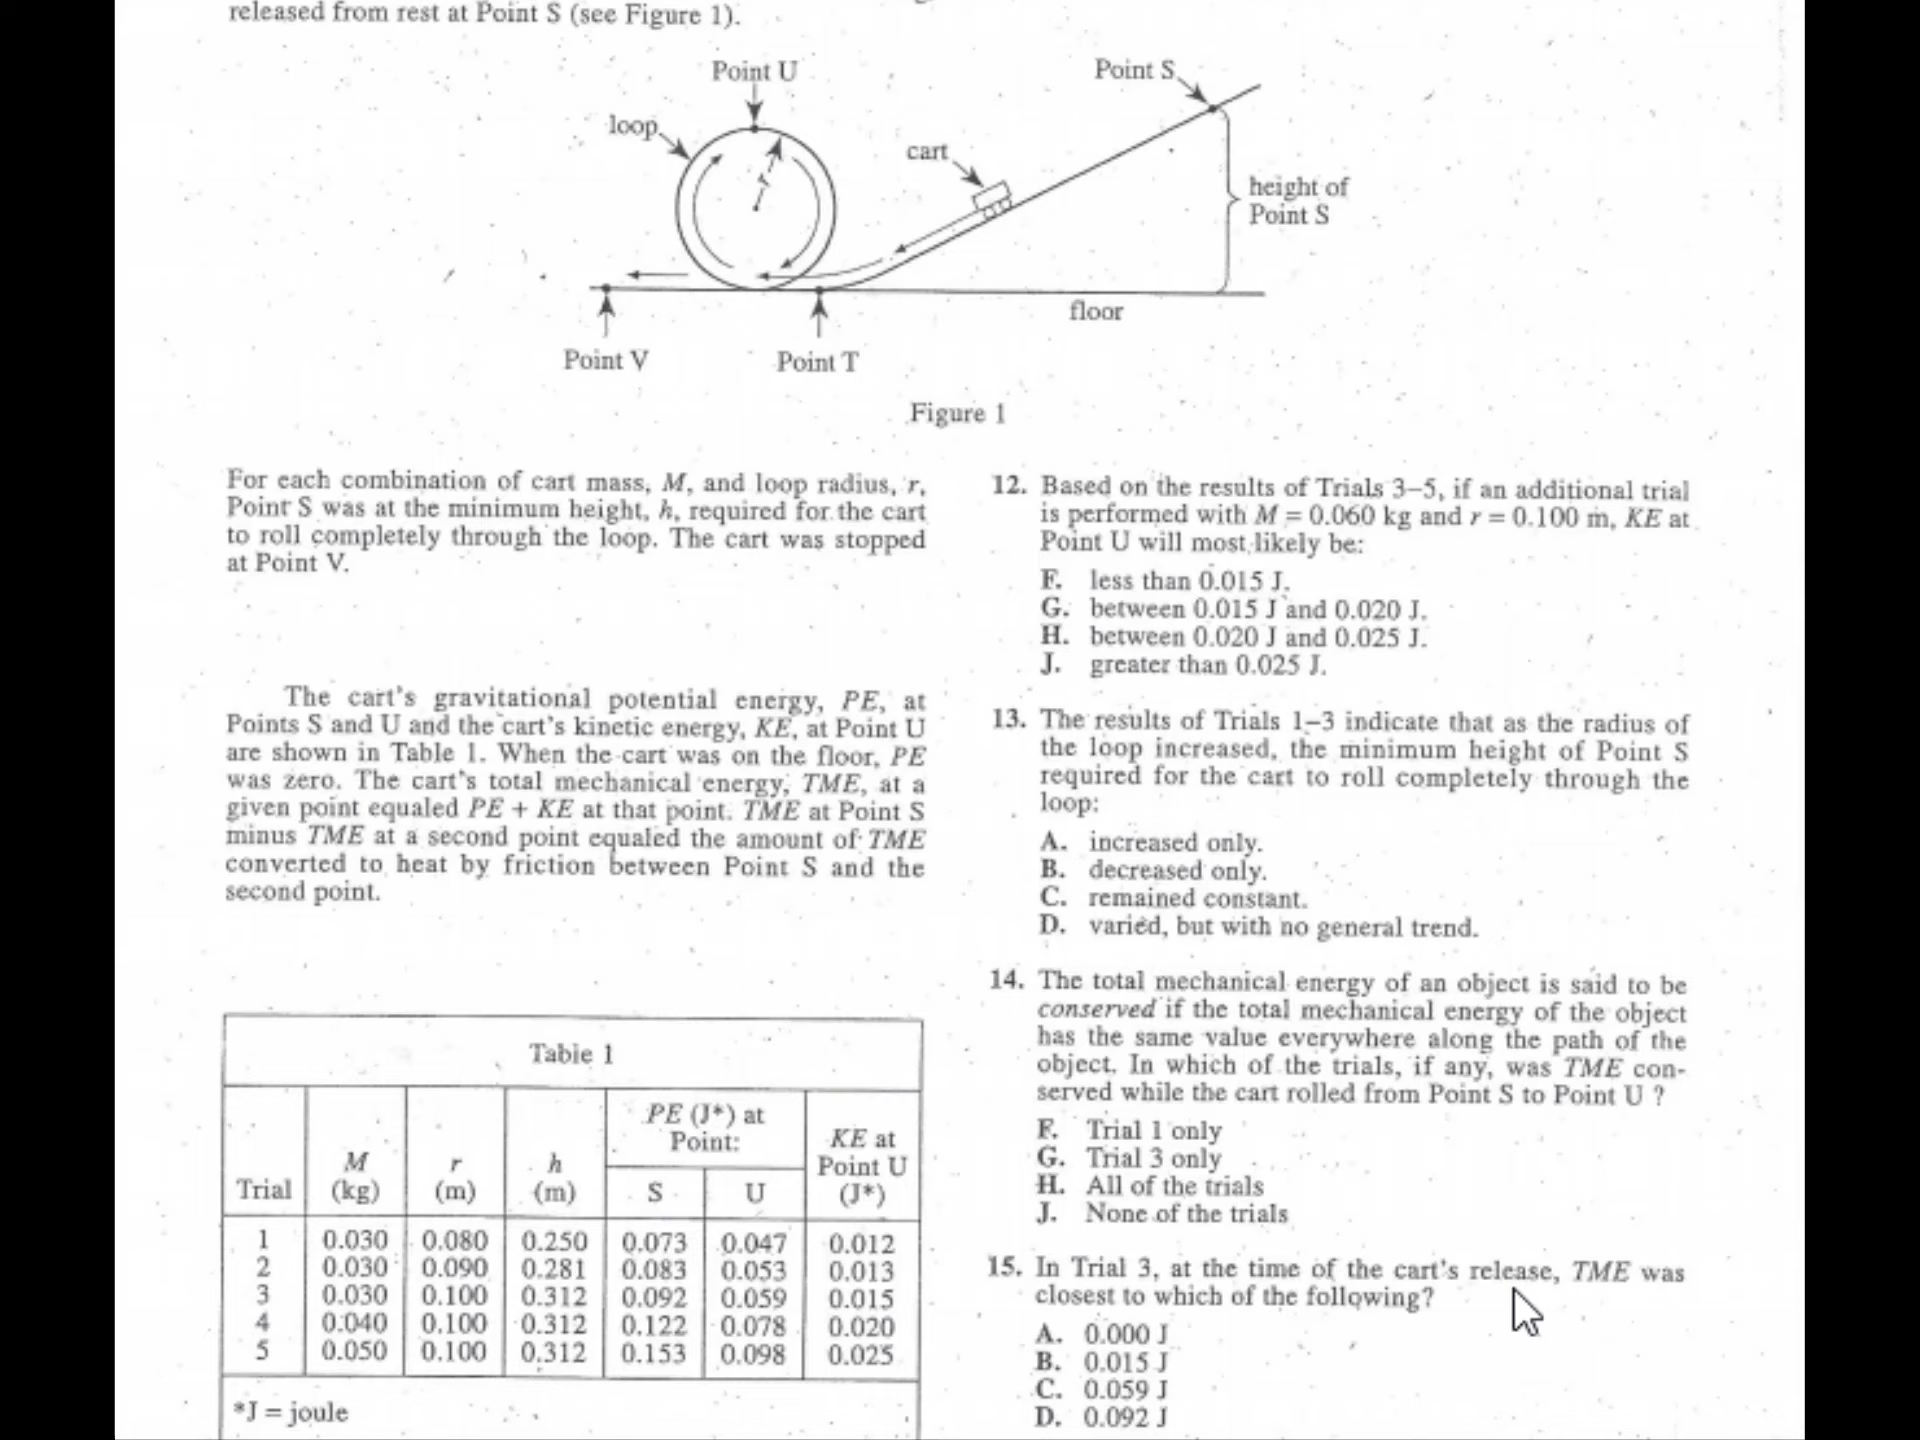 released from rest at Point S (see Figure 1).
Point U
Point S
loop
cart
r
height of
Point S
floor
Point V
Point T
Figure 1
For each combination of cart mass, M, and loop radius, r,
Point S was at the minimum height, h, required for the cart
to roll completely through the loop. The cart was stopped
at Point V.
The cart's gravitational potential energy, PE, at
Points S and U and the cart's kinetic energy, KE, at Point U
are shown in Table 1. When the cart was on the floor, PE
was zero. The cart's total mechanical energy, TME, at a
given point equaled PE + KE at that point. TME at Point S
minus TME at a second point equaled the amount of TME
converted to heat by friction between Point S and the
second point.
Table 1
PE (J*) at
Point:
KE at
Point U
(J*)
Trial
M
(kg)
r
(m)
h
(m)
S
U
1 0.030 0.080 0.250 0.073 0.047 0.012
2 0.030 0.090 0.281 0.083 0.053 0.013
3 0.030 0.100 0.312 0.092 0.059 0.015
4 0.040 0.100 0.312 0.122 0.078 0.020
5 0.050 0.100 0.312 0.153 0.098 0.025
*J = joule
12. Based on the results of Trials 3–5, if an additional trial
is performed with M = 0.060 kg and r = 0.100 m, KE at
Point U will most likely be:
F. less than 0.015 J.
G. between 0.015 J and 0.020 J.
H. between 0.020 J and 0.025 J.
J. greater than 0.025 J.
13. The results of Trials 1–3 indicate that as the radius of
the loop increased, the minimum height of Point S
required for the cart to roll completely through the
loop:
A. increased only.
B. decreased only.
C. remained constant.
D. varied, but with no general trend.
14. The total mechanical energy of an object is said to be
conserved if the total mechanical energy of the object
has the same value everywhere along the path of the
object. In which of the trials, if any, was TME con-
served while the cart rolled from Point S to Point U ?
F. Trial 1 only
G. Trial 3 only
H. All of the trials
J. None of the trials
15. In Trial 3, at the time of the cart's release, TME was
closest to which of the following?
A. 0.000 J
B. 0.015 J
C. 0.059 J
D. 0.092 J